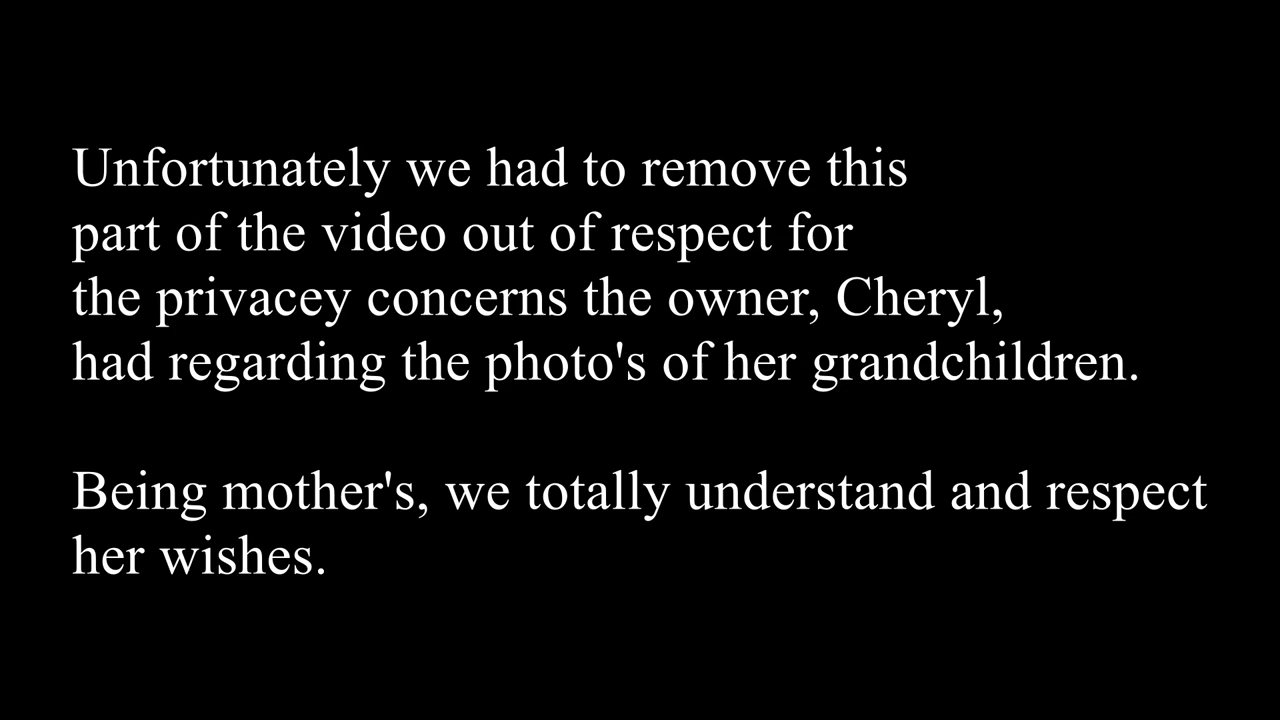 Unfortunately we had to remove this
part of the video out of respect for
the privacey concerns the owner, Cheryl,
had regarding the photo's of her grandchildren.
Being mother's, we totally understand and respect
her wishes.